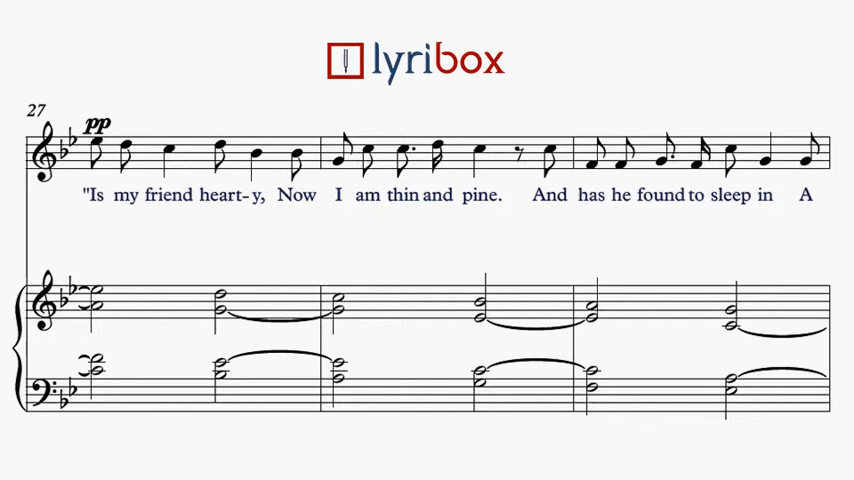 lyribox
27
pp
"Is my friend heart-y, Now I am thin and pine. And has he found to sleep in A